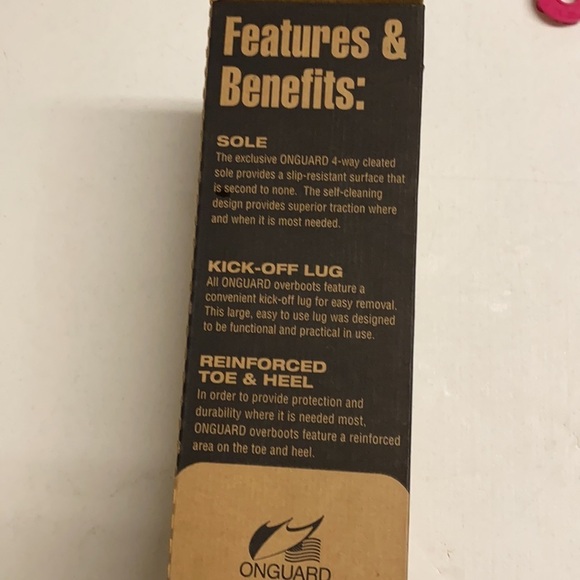 Features &
Benefits:
SOLE
The exclusive ONGUARD 4-way cleated
sole provides a slip-resistant surface that
is second to none. The self-cleaning
design provides superior traction where
and when it is most needed.
KICK-OFF LUG
All ONGUARD overboots feature a
convenient kick-off lug for easy removal.
This large, easy to use lug was designed
to be functional and practical in use.
REINFORCED
TOE & HEEL
In order to provide protection and
durability where it is needed most,
ONGUARD overboots feature a reinforced
area on the toe and heel.
ONGUARD